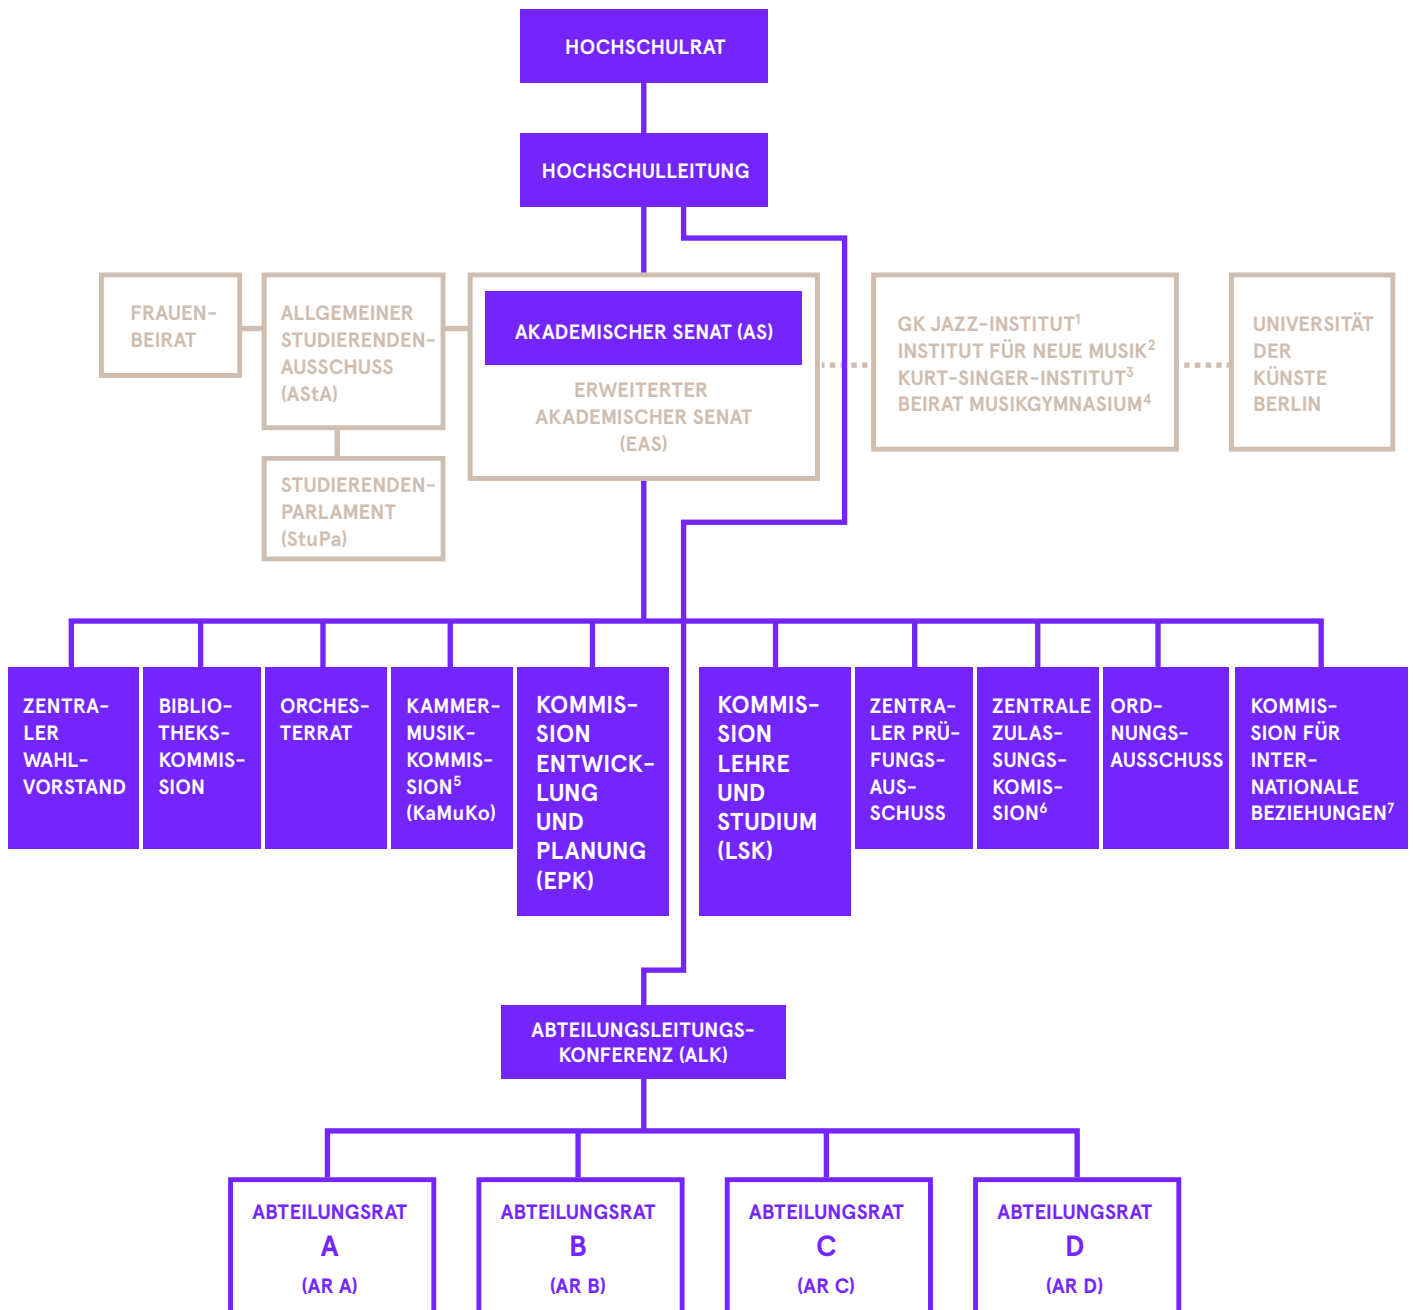 HOCHSCHULRAT
HOCHSCHULLEITUNG
FRAUEN-
BEIRAT
ALLGEMEINER
STUDIERENDEN-
AUSSCHUSS
(AStA)
STUDIERENDEN-
PARLAMENT
(StuPa)
AKADEMISCHER SENAT (AS)
ERWEITERTER
AKADEMISCHER SENAT
(EAS)
GK JAZZ-INSTITUT¹
INSTITUT FÜR NEUE MUSIK²
KURT-SINGER-INSTITUT³
BEIRAT MUSIKGYMNASIUM⁴
UNIVERSITÄT
DER
KÜNSTE
BERLIN
ZENTRA-
LER
WAHL-
VORSTAND
BIBLIO-
THEKS-
KOMMIS-
SION
ORCHES-
TERRAT
KAMMER-
MUSIK-
KOMMIS-
SION⁵
(KaMuKo)
KOMMIS-
SION
ENTWICK-
LUNG
UND
PLANUNG
(EPK)
KOMMIS-
SION
LEHRE
UND
STUDIUM
(LSK)
ZENTRA-
LER PRÜ-
FUNGS-
AUS-
SCHUSS
ZENTRALE
ZULAS-
SUNGS-
KOMIS-
SION⁶
ORD-
NUNGS-
AUSSCHUSS
KOMMIS-
SION FÜR
INTER-
NATIONALE
BEZIEHUNGEN⁷
ABTEILUNGSLEITUNGS-
KONFERENZ (ALK)
ABTEILUNGSRAT
A
(AR A)
ABTEILUNGSRAT
B
(AR B)
ABTEILUNGSRAT
C
(AR C)
ABTEILUNGSRAT
D
(AR D)